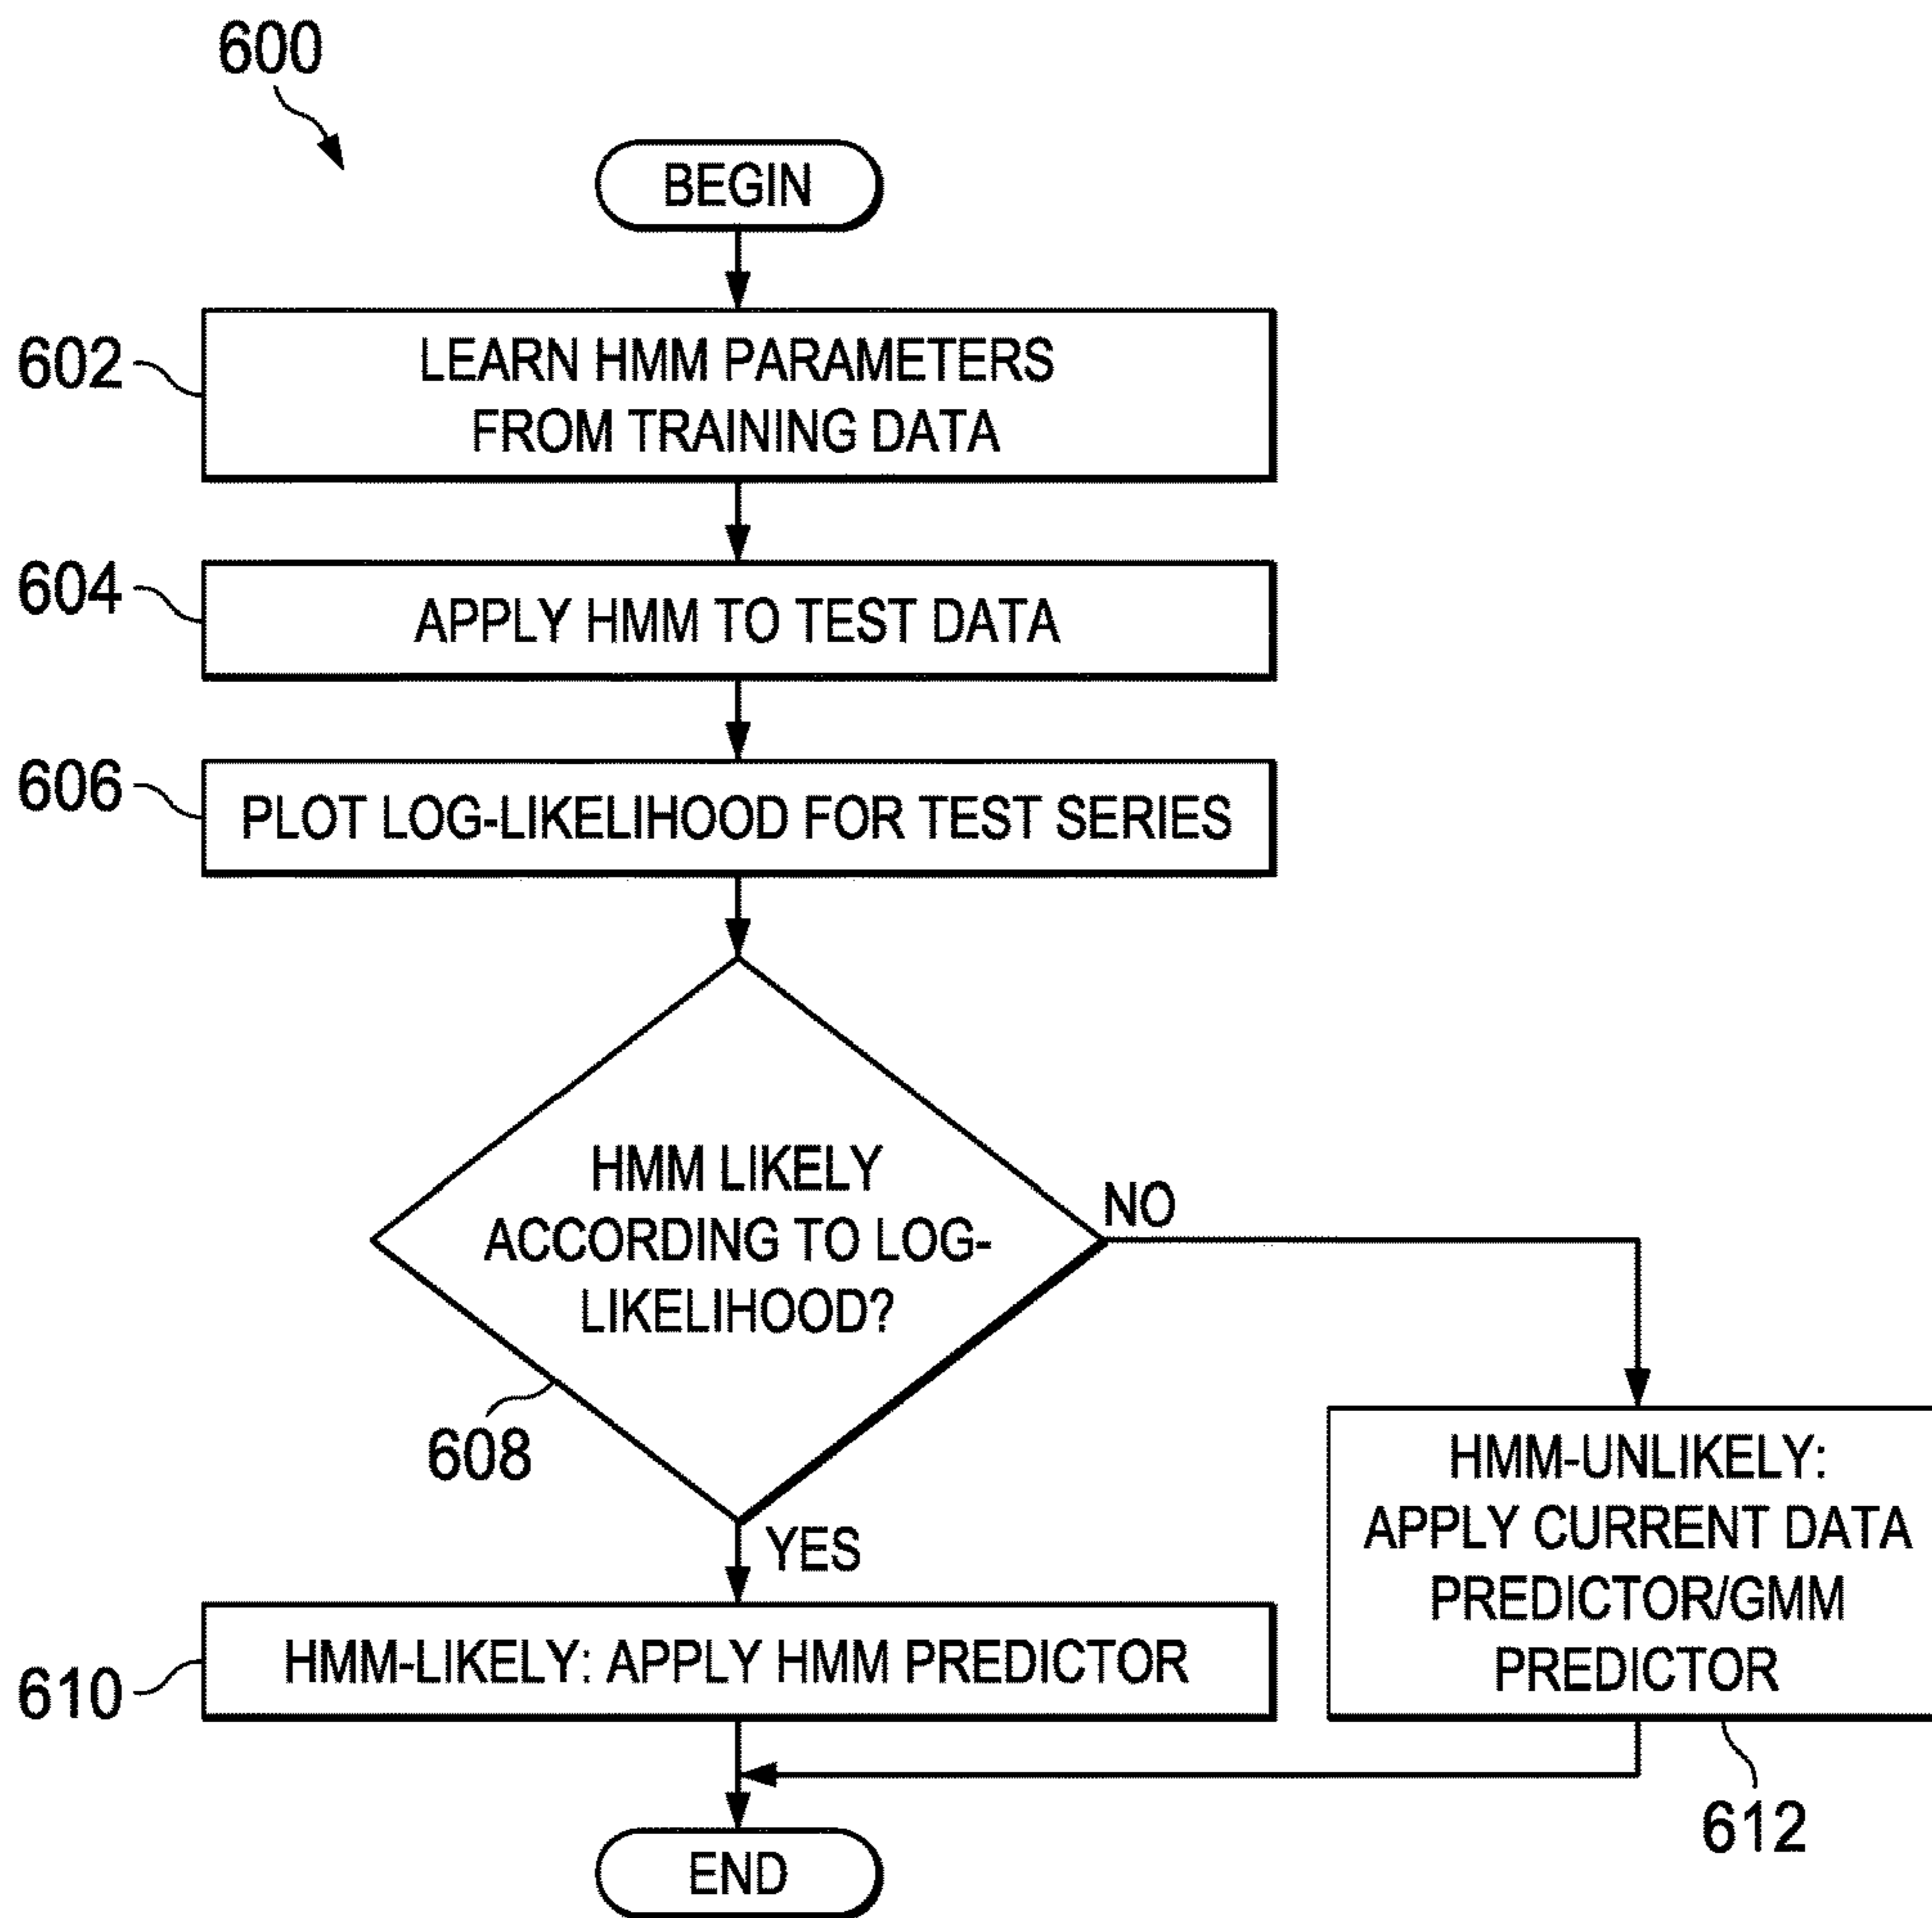 600
BEGIN
602
LEARN HMM PARAMETERS
FROM TRAINING DATA
604
APPLY HMM TO TEST DATA
606
PLOT LOG-LIKELIHOOD FOR TEST SERIES
HMM LIKELY
ACCORDING TO LOG-
LIKELIHOOD?
NO
608
YES
HMM-UNLIKELY:
APPLY CURRENT DATA
PREDICTOR/GMM
PREDICTOR
610
HMM-LIKELY: APPLY HMM PREDICTOR
612
END